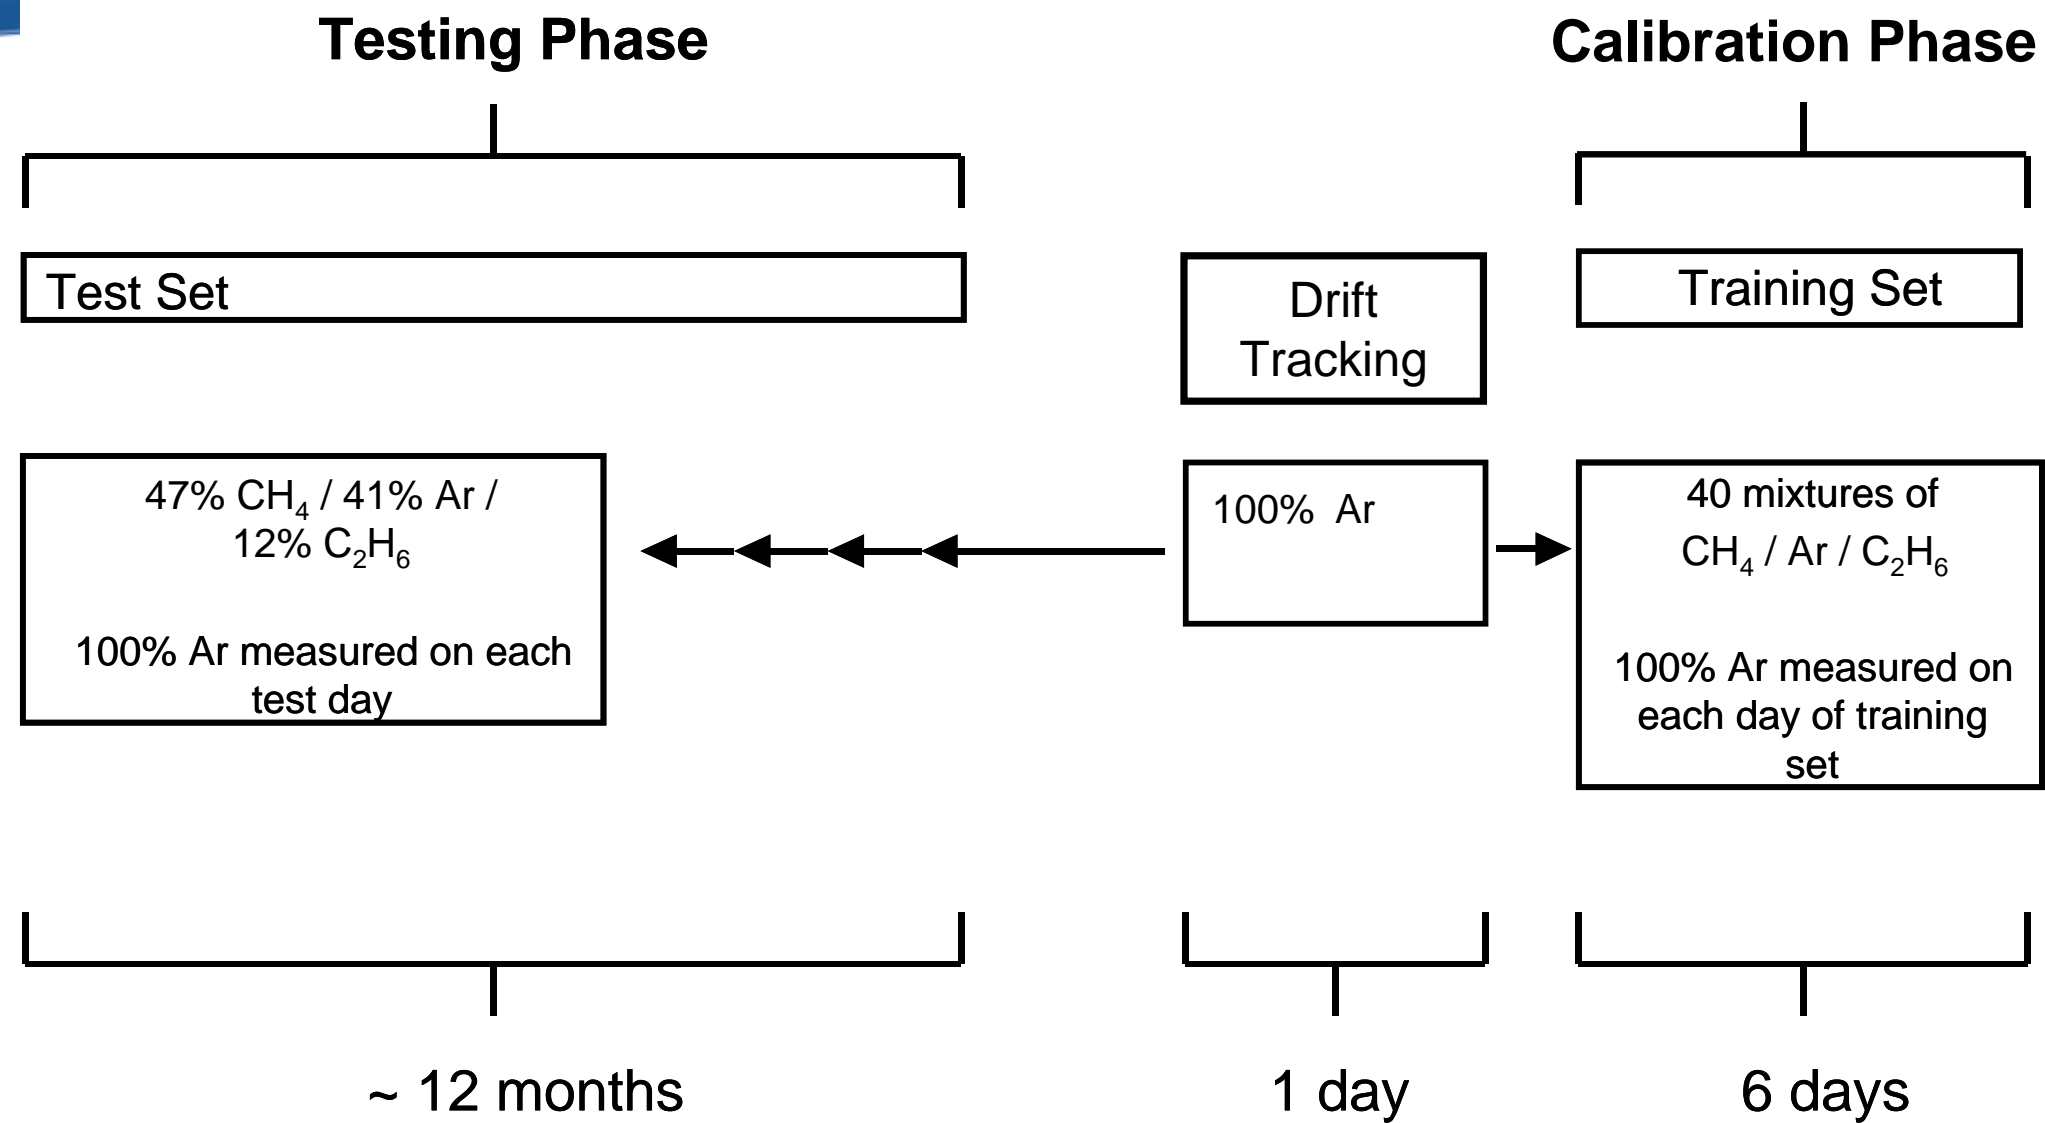 Testing Phase
Calibration Phase
Test Set
Drift
Tracking
Training Set
47% CH₄ / 41% Ar /
12% C₂H₆
100% Ar measured on each
test day
100% Ar
40 mixtures of
CH₄ / Ar / C₂H₆
100% Ar measured on
each day of training
set
~ 12 months
1 day
6 days